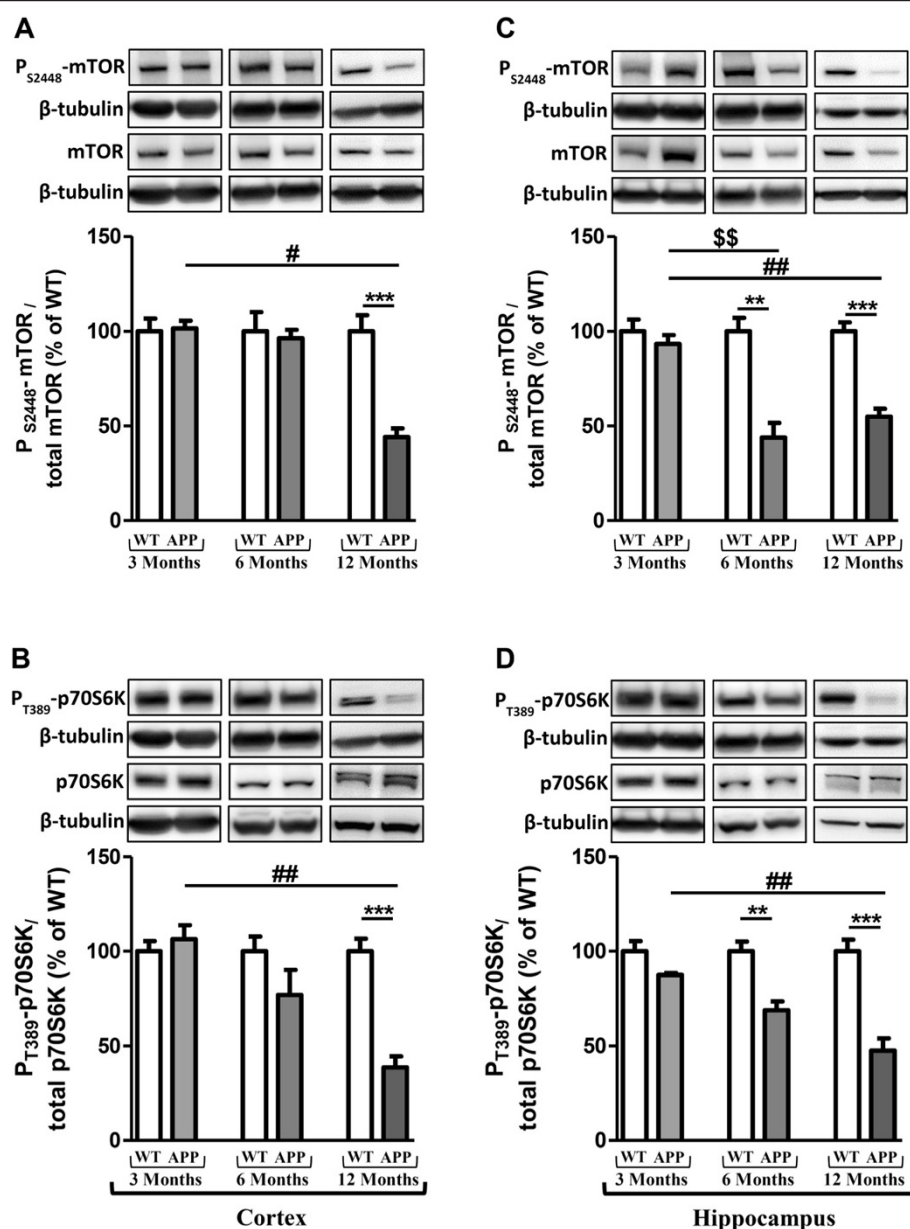 A
P S2448-mTOR
β-tubulin
mTOR
β-tubulin
P S2448-mTOR /
total mTOR (% of WT)
150
100
50
0
#
***
WT APP WT APP WT APP
3 Months 6 Months 12 Months
C
P S2448-mTOR
β-tubulin
mTOR
β-tubulin
P S2448-mTOR /
total mTOR (% of WT)
150
100
50
0
$$
##
** ***
WT APP WT APP WT APP
3 Months 6 Months 12 Months
B
P T389-p70S6K
β-tubulin
p70S6K
β-tubulin
P T389-p70S6K/
total p70S6K (% of WT)
150
100
50
0
##
***
WT APP WT APP WT APP
3 Months 6 Months 12 Months
Cortex
D
P T389-p70S6K
β-tubulin
p70S6K
β-tubulin
P T389-p70S6K/
total p70S6K (% of WT)
150
100
50
0
##
** ***
WT APP WT APP WT APP
3 Months 6 Months 12 Months
Hippocampus